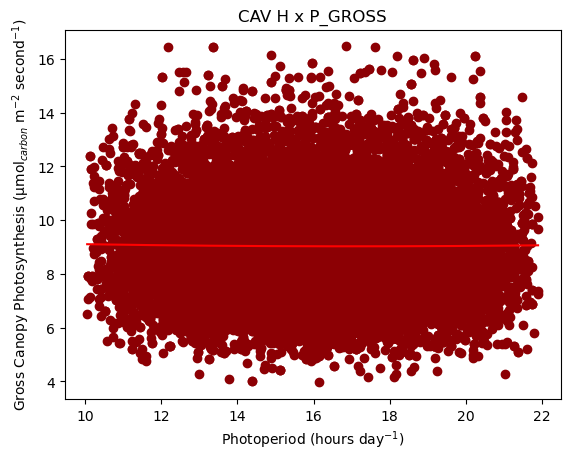 CAV H x P_GROSS
Gross Canopy Photosynthesis (μmol_carbon m⁻² second⁻¹)
16
14
12
10
8
6
4
10 12 14 16 18 20 22
Photoperiod (hours day⁻¹)